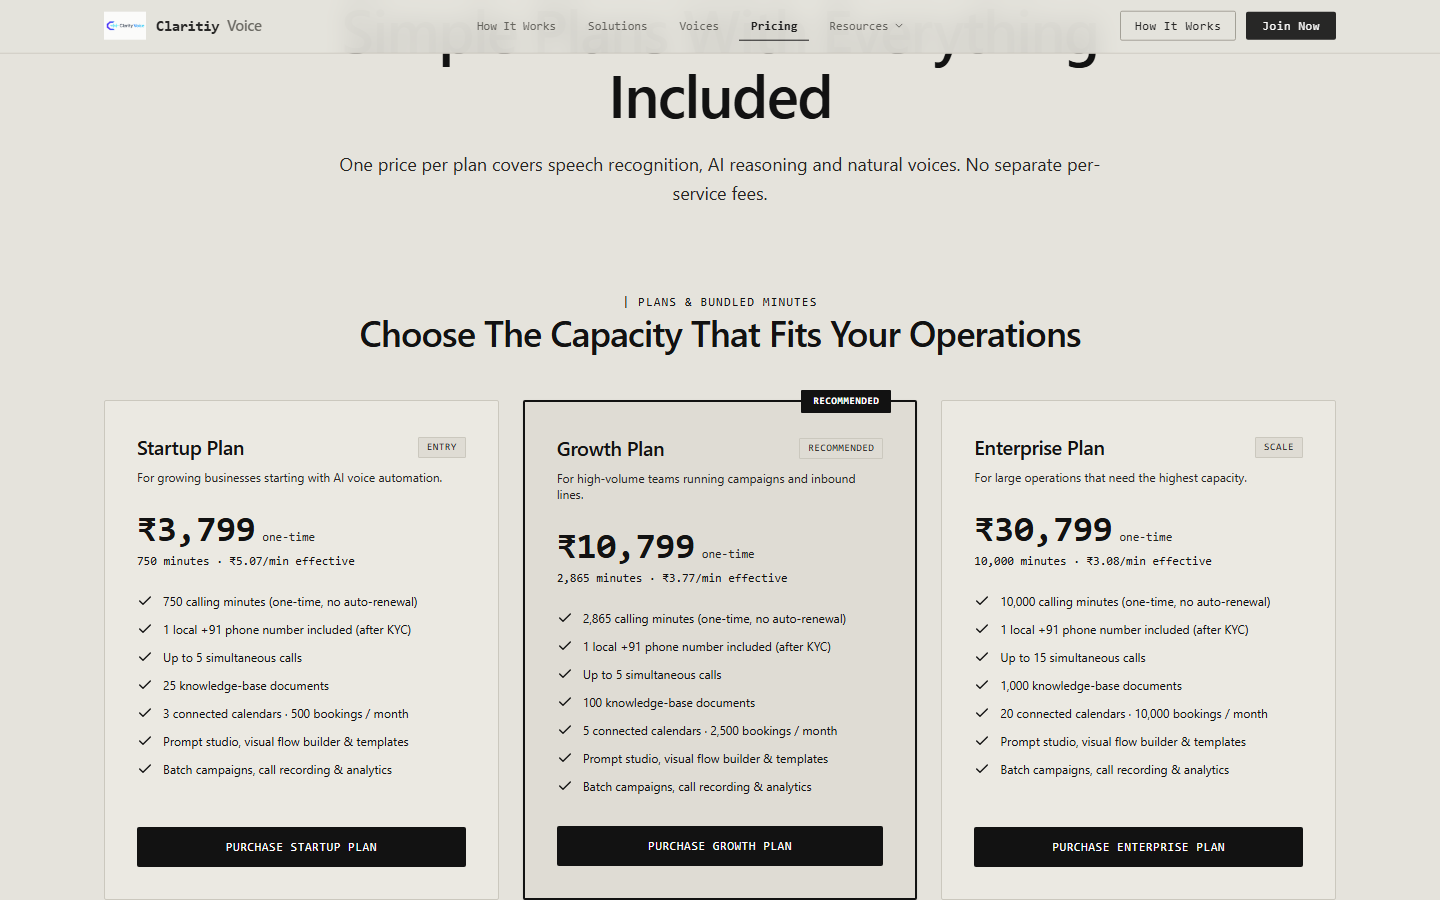 Clarity Voice
Claritiy Voice
How It Works
Solutions
Voices
Pricing
Resources
How It Works
Join Now
Simple Plans With Everything
Included
One price per plan covers speech recognition, AI reasoning and natural voices. No separate per-
service fees.
| PLANS & BUNDLED MINUTES
Choose The Capacity That Fits Your Operations
Startup Plan
ENTRY
For growing businesses starting with AI voice automation.
₹3,799 one-time
750 minutes · ₹5.07/min effective
750 calling minutes (one-time, no auto-renewal)
1 local +91 phone number included (after KYC)
Up to 5 simultaneous calls
25 knowledge-base documents
3 connected calendars · 500 bookings / month
Prompt studio, visual flow builder & templates
Batch campaigns, call recording & analytics
PURCHASE STARTUP PLAN
RECOMMENDED
Growth Plan
RECOMMENDED
For high-volume teams running campaigns and inbound
lines.
₹10,799 one-time
2,865 minutes · ₹3.77/min effective
2,865 calling minutes (one-time, no auto-renewal)
1 local +91 phone number included (after KYC)
Up to 5 simultaneous calls
100 knowledge-base documents
5 connected calendars · 2,500 bookings / month
Prompt studio, visual flow builder & templates
Batch campaigns, call recording & analytics
PURCHASE GROWTH PLAN
Enterprise Plan
SCALE
For large operations that need the highest capacity.
₹30,799 one-time
10,000 minutes · ₹3.08/min effective
10,000 calling minutes (one-time, no auto-renewal)
1 local +91 phone number included (after KYC)
Up to 15 simultaneous calls
1,000 knowledge-base documents
20 connected calendars · 10,000 bookings / month
Prompt studio, visual flow builder & templates
Batch campaigns, call recording & analytics
PURCHASE ENTERPRISE PLAN